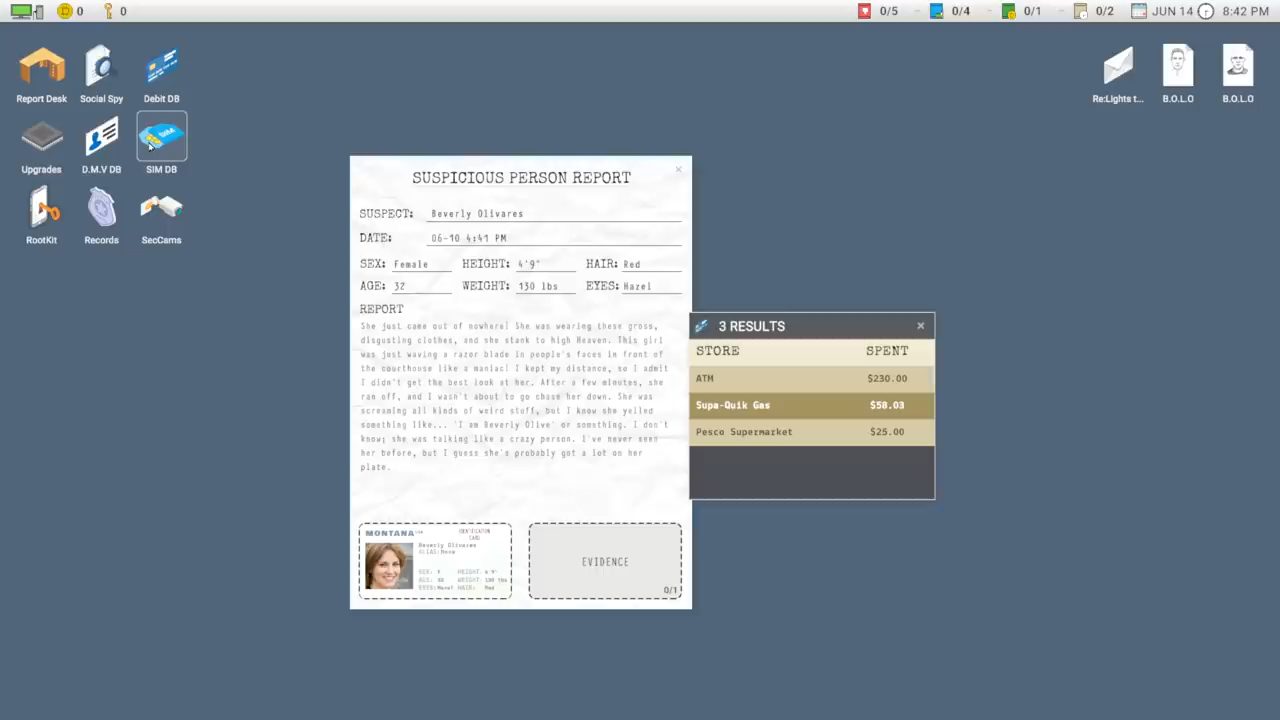 0 0 0/5 0/4 0/1 0/2 JUN 14 8:42 PM
Report Desk Social Spy Debit DB Re:Lights t... B.O.L.O B.O.L.O
Upgrades D.M.V DB SIM DB
RootKit Records SecCams
SUSPICIOUS PERSON REPORT
SUSPECT: Beverly Olivares
DATE: 06-10 4:41 PM
SEX: Female HEIGHT: 4'9" HAIR: Red
AGE: 32 WEIGHT: 130 lbs EYES: Hazel
REPORT
She just came out of nowhere! She was wearing these gross,
disgusting clothes, and she stank to high Heaven. This girl
was just waving a razor blade in people's faces in front of
the courthouse like a maniac! I kept my distance, so I admit
I didn't get the best look at her. After a few minutes, she
ran off, and I wasn't about to go chase her down. She was
screaming all kinds of weird stuff, but I know she yelled
something like... 'I am Beverly Olive' or something. I don't
know; she was talking like a crazy person. I've never seen
her before, but I guess she's probably got a lot on her
plate.
MONTANA IDENTIFICATION
CARD
Beverly Olivares
EVIDENCE
0/1
3 RESULTS
STORE SPENT
ATM $230.00
Supa-Quik Gas $58.03
Pesco Supermarket $25.00